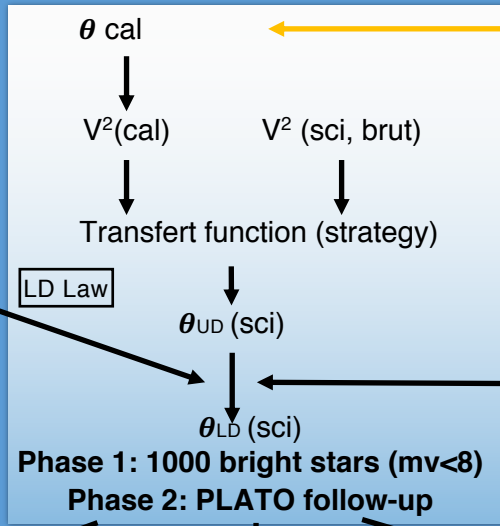 θ cal
V²(cal) V² (sci, brut)
Transfert function (strategy)
LD Law
θUD (sci)
θLD (sci)
Phase 1: 1000 bright stars (mv<8)
Phase 2: PLATO follow-up